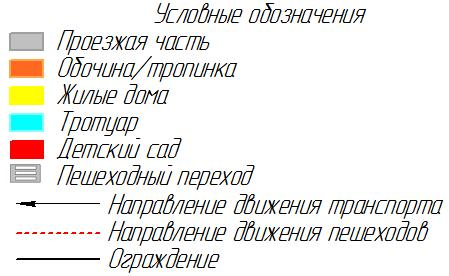 Условные обозначения
Проезжая часть
Обочина/тропинка
Жилые дома
Тротуар
Детский сад
Пешеходный переход
Направление движения транспорта
Направление движения пешеходов
Ограждение